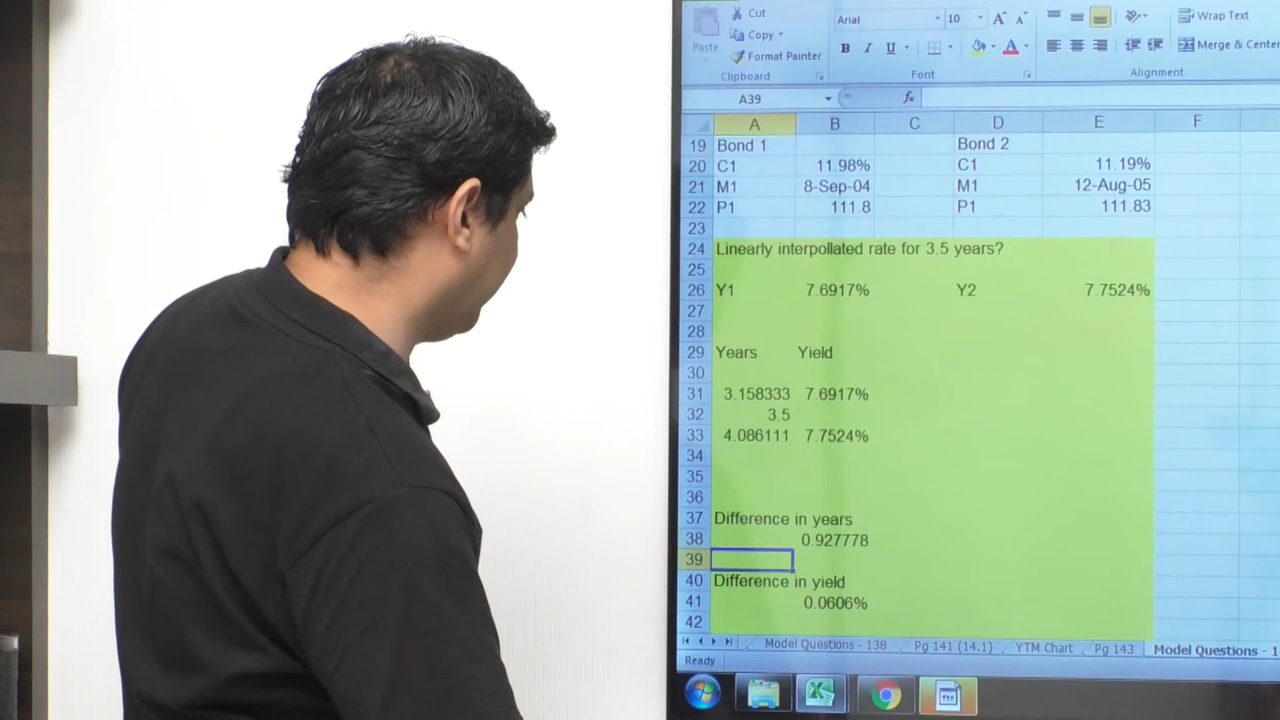 Cut
Copy
Format Painter
Paste
Clipboard
Arial 10
B I U A
Font
Wrap Text
Merge & Center
Alignment
A39 fx
A B C D E F
19 Bond 1 Bond 2
20 C1 11.98% C1 11.19%
21 M1 8-Sep-04 M1 12-Aug-05
22 P1 111.8 P1 111.83
23
24 Linearly interpollated rate for 3.5 years?
25
26 Y1 7.6917% Y2 7.7524%
27
28
29 Years Yield
30
31 3.158333 7.6917%
32 3.5
33 4.086111 7.7524%
34
35
36
37 Difference in years
38 0.927778
39
40 Difference in yield
41 0.0606%
42
Model Questions - 138 Pg 141 (14.1) YTM Chart Pg 143 Model Questions - 1
Ready